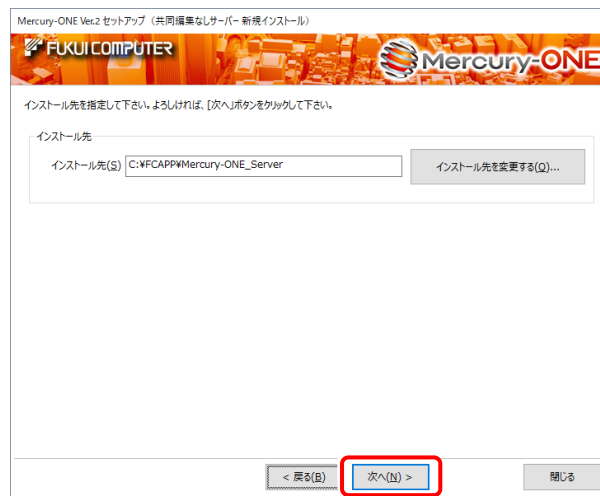 Mercury-ONE Ver.2 セットアップ（共同編集なしサーバー 新規インストール）
FUKUI COMPUTER
Mercury-ONE
インストール先を指定して下さい。よろしければ、[次へ]ボタンをクリックして下さい。
インストール先
インストール先(S) C:¥FCAPP¥Mercury-ONE_Server インストール先を変更する(O)...
< 戻る(B) 次へ(N) > 閉じる